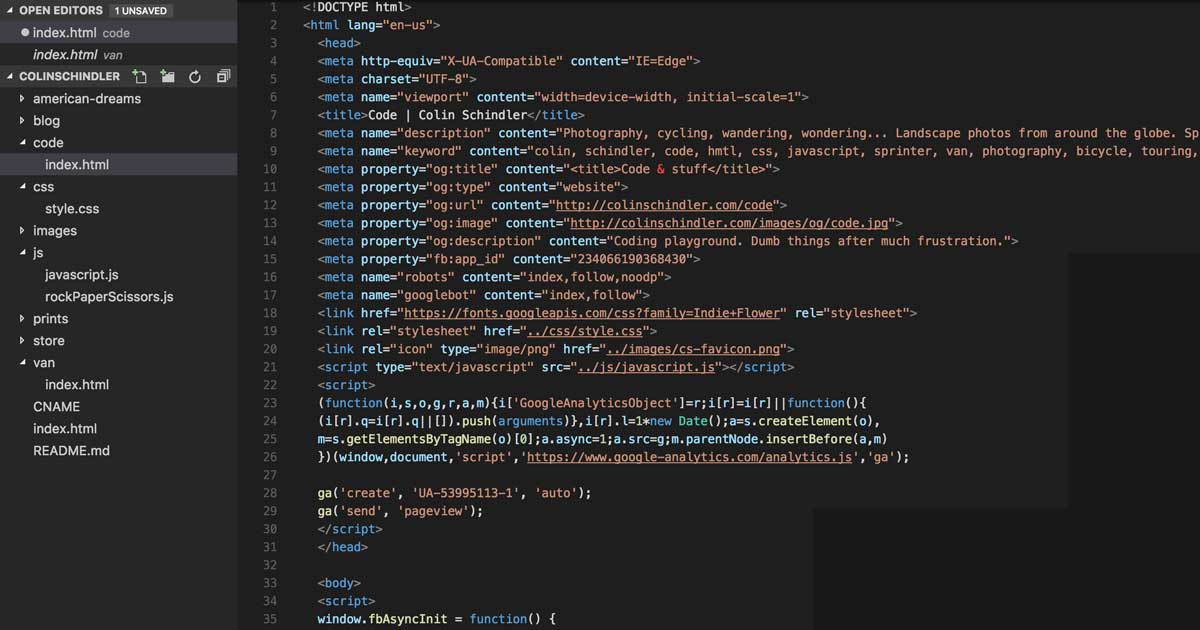 OPEN EDITORS 1 UNSAVED
index.html code
index.html van
COLINSCHINDLER
american-dreams
blog
code
index.html
css
style.css
images
js
javascript.js
rockPaperScissors.js
prints
store
van
index.html
CNAME
index.html
README.md
1 <!DOCTYPE html>
2 <html lang="en-us">
3 <head>
4 <meta http-equiv="X-UA-Compatible" content="IE=Edge">
5 <meta charset="UTF-8">
6 <meta name="viewport" content="width=device-width, initial-scale=1">
7 <title>Code | Colin Schindler</title>
8 <meta name="description" content="Photography, cycling, wandering, wondering... Landscape photos from around the globe. Sp
9 <meta name="keyword" content="colin, schindler, code, hmtl, css, javascript, sprinter, van, photography, bicycle, touring,
10 <meta property="og:title" content="<title>Code & stuff</title>">
11 <meta property="og:type" content="website">
12 <meta property="og:url" content="http://colinschindler.com/code">
13 <meta property="og:image" content="http://colinschindler.com/images/og/code.jpg">
14 <meta property="og:description" content="Coding playground. Dumb things after much frustration.">
15 <meta property="fb:app_id" content="234066190368430">
16 <meta name="robots" content="index,follow,noodp">
17 <meta name="googlebot" content="index,follow">
18 <link href="https://fonts.googleapis.com/css?family=Indie+Flower" rel="stylesheet">
19 <link rel="stylesheet" href="../css/style.css">
20 <link rel="icon" type="image/png" href="../images/cs-favicon.png">
21 <script type="text/javascript" src="../js/javascript.js"></script>
22 <script>
23 (function(i,s,o,g,r,a,m){i['GoogleAnalyticsObject']=r;i[r]=i[r]||function(){
24 (i[r].q=i[r].q||[]).push(arguments)},i[r].l=1*new Date();a=s.createElement(o),
25 m=s.getElementsByTagName(o)[0];a.async=1;a.src=g;m.parentNode.insertBefore(a,m)
26 })(window,document,'script','https://www.google-analytics.com/analytics.js','ga');
27
28 ga('create', 'UA-53995113-1', 'auto');
29 ga('send', 'pageview');
30 </script>
31 </head>
32
33 <body>
34 <script>
35 window.fbAsyncInit = function() {